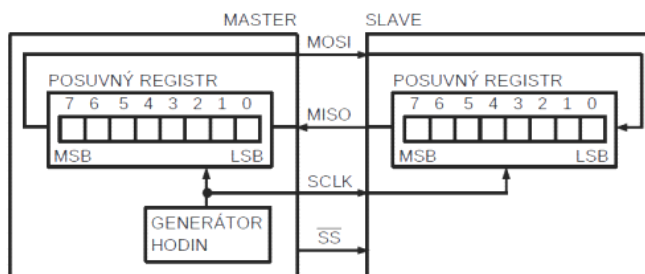 MASTER SLAVE
MOSI
POSUVNÝ REGISTR POSUVNÝ REGISTR
7 6 5 4 3 2 1 0 7 6 5 4 3 2 1 0
MISO
MSB LSB MSB LSB
SCLK
GENERÁTOR
HODIN
SS